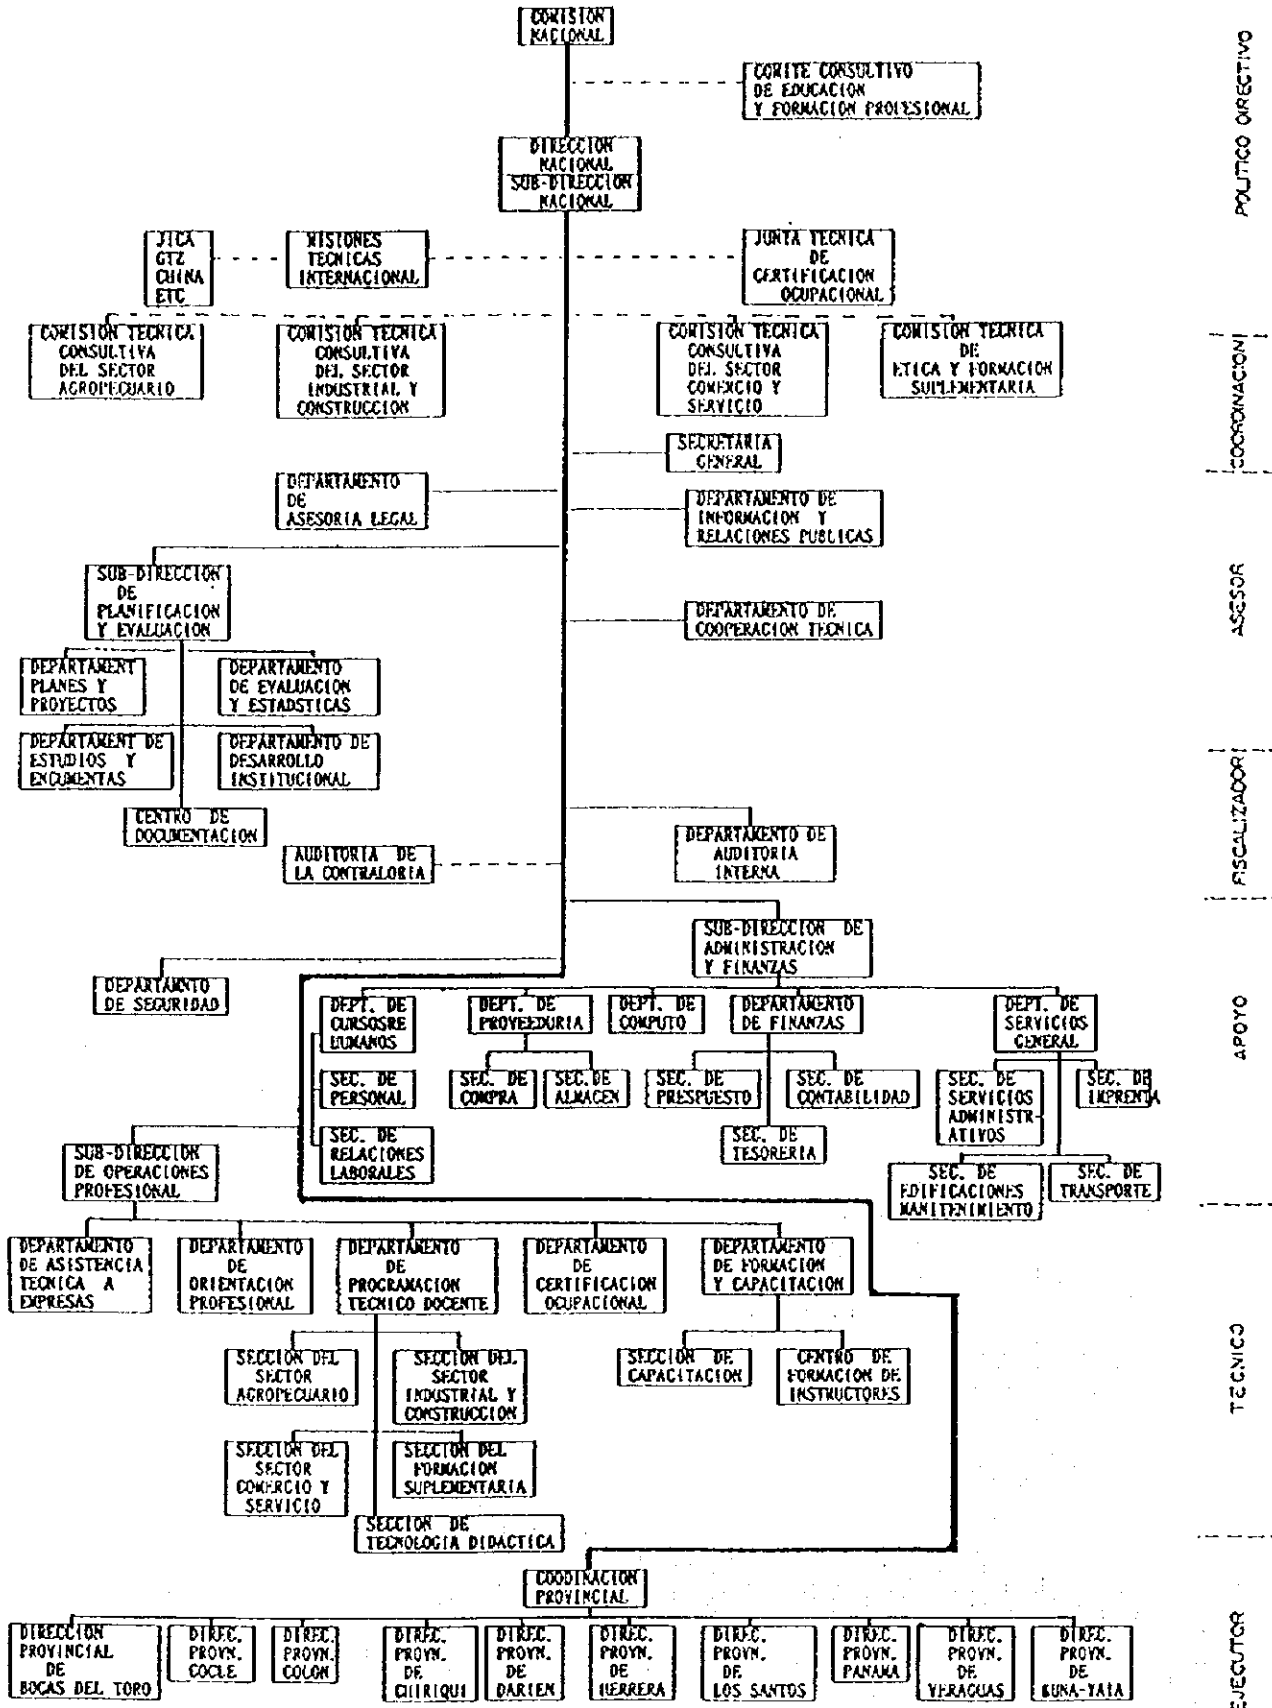 COMISION
NACIONAL
COMITE CONSULTIVO
DE EDUCACION
Y FORMACION PROFESIONAL
DIRECCION
NACIONAL
SUB-DIRECCION
NACIONAL
POLITICO DIRECTIVO
JICA
GTZ
CHINA
ETC
MISIONES
TECNICAS
INTERNACIONAL
JUNTA TECNICA
DE
CERTIFICACION
OCUPACIONAL
COMISION TECNICA
CONSULTIVA
DEL SECTOR
AGROPECUARIO
COMISION TECNICA
CONSULTIVA
DEL SECTOR
INDUSTRIAL Y
CONSTRUCCION
COMISION TECNICA
CONSULTIVA
DEL SECTOR
COMERCIO Y
SERVICIO
COMISION TECNICA
DE
ETICA Y FORMACION
SUPLEMENTARIA
COORDINACION
SECRETARIA
GENERAL
DEPARTAMENTO
DE
ASESORIA LEGAL
DEPARTAMENTO DE
INFORMACION Y
RELACIONES PUBLICAS
SUB-DIRECCION
DE
PLANIFICACION
Y EVALUACION
DEPARTAMENTO DE
COOPERACION TECNICA
ASESOR
DEPARTAMENT
PLANES Y
PROYECTOS
DEPARTAMENTO
DE EVALUACION
Y ESTADSTICAS
DEPARTAMENT DE
ESTUDIOS Y
ENCUMENTAS
DEPARTAMENTO DE
DESARROLLO
INSTITUCIONAL
CENTRO DE
DOCUMENTACION
AUDITORIA DE
LA CONTRALORIA
DEPARTAMENTO DE
AUDITORIA
INTERNA
FISCALIZADOR
SUB-DIRECCION DE
ADMINISTRACION
Y FINANZAS
DEPARTAMNTO
DE SEGURIDAD
DEPT. DE
CURSOSRE
HUMANOS
DEPT. DE
PROVEEDURIA
DEPT. DE
COMPUTO
DEPARTAMENTO
DE FINANZAS
DEPT. DE
SERVICIOS
GENERAL
APOYO
SEC. DE
PERSONAL
SEC. DE
COMPRA
SEC.DE
ALMACEN
SEC. DE
PRESPUESTO
SEC. DE
CONTABILIDAD
SEC. DE
SERVICIOS
ADMINISTR-
ATIVOS
SEC. DE
IMPRENTA
SEC. DE
RELACIONES
LABORALES
SEC. DE
TESORERIA
SUB-DIRECCION
DE OPERACIONES
PROFESIONAL
SEC. DE
EDIFICACIONES
MANITENIMIENTO
SEC. DE
TRANSPORTE
DEPARTAMENTO
DE ASISTENCIA
TECNICA A
EMPRESAS
DEPARTAMENTO
DE
ORIENTACION
PROFESIONAL
DEPARTAMENTO
DE
PROGRAMACION
TECNICO DOCENTE
DEPARTAMENTO
DE
CERTIFICACION
OCUPACIONAL
DEPARTAMENTO
DE FORMACION
Y CAPACITACION
SECCION DEL
SECTOR
AGROPECUARIO
SECCION DEL
SECTOR
INDUSTRIAL Y
CONSTRUCCION
SECCION DE
CAPACITACION
CENTRO DE
FORMACION DE
INSTRUCTORES
TECNICO
SECCION DEL
SECTOR
COMERCIO Y
SERVICIO
SECCION DEL
FORMACION
SUPLEMENTARIA
SECCION DE
TECNOLOGIA DIDACTICA
COODINACION
PROVINCIAL
DIRECCION
PROVINCIAL
DE
BOCAS DEL TORO
DIREC.
PROVN.
COCLE
DIREC.
PROVN.
COLON
DIREC.
PROVN.
DE
CHIRIQUI
DIREC.
PROVN.
DE
DARIEN
DIREC.
PROVN.
DE
HERRERA
DIREC.
PROVN.
DE
LOS SANTOS
DIREC.
PROVN.
PANAMA
DIREC.
PROVN.
DE
VERAGUAS
DIREC.
PROVN.
DE
KUNA-YAIA
EJECUTOR